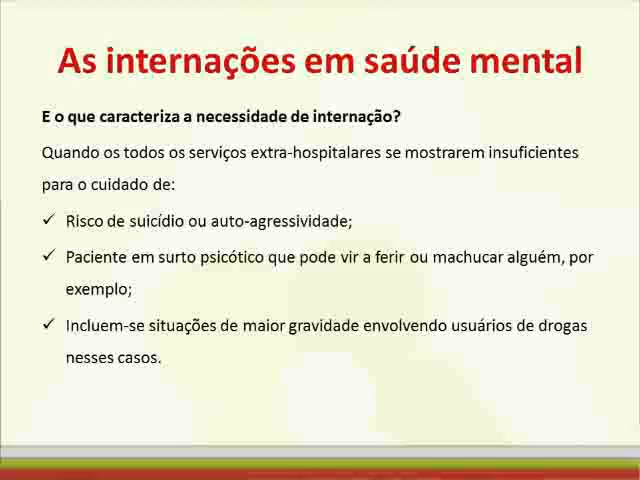 As internações em saúde mental
E o que caracteriza a necessidade de internação?
Quando os todos os serviços extra-hospitalares se mostrarem insuficientes
para o cuidado de:
✓ Risco de suicídio ou auto-agressividade;
✓ Paciente em surto psicótico que pode vir a ferir ou machucar alguém, por
exemplo;
✓ Incluem-se situações de maior gravidade envolvendo usuários de drogas
nesses casos.